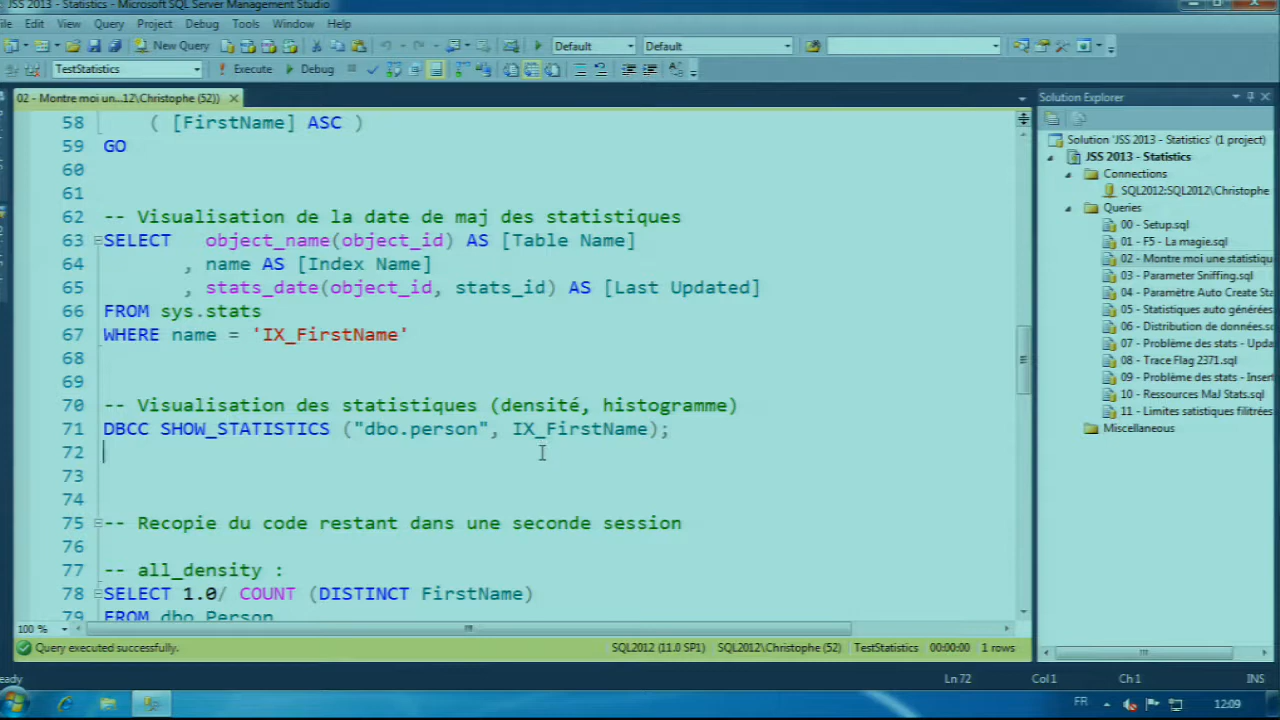 JSS 2013 - Statistics - Microsoft SQL Server Management Studio
File Edit View Query Project Debug Tools Window Help
New Query Default Default
TestStatistics Execute Debug
02 - Montre moi un...12\Christophe (52))
58 ( [FirstName] ASC )
59 GO
60
61
62 -- Visualisation de la date de maj des statistiques
63 SELECT object_name(object_id) AS [Table Name]
64 , name AS [Index Name]
65 , stats_date(object_id, stats_id) AS [Last Updated]
66 FROM sys.stats
67 WHERE name = 'IX_FirstName'
68
69
70 -- Visualisation des statistiques (densité, histogramme)
71 DBCC SHOW_STATISTICS ("dbo.person", IX_FirstName);
72
73
74
75 -- Recopie du code restant dans une seconde session
76
77 -- all_density :
78 SELECT 1.0/ COUNT (DISTINCT FirstName)
79 FROM dbo.Person
100 %
Query executed successfully. SQL2012 (11.0 SP1) SQL2012\Christophe (52) TestStatistics 00:00:00 1 rows
Solution Explorer
Solution 'JSS 2013 - Statistics' (1 project)
JSS 2013 - Statistics
Connections
SQL2012:SQL2012\Christophe
Queries
00 - Setup.sql
01 - F5 - La magie.sql
02 - Montre moi une statistiqu
03 - Parameter Sniffing.sql
04 - Paramètre Auto Create Sta
05 - Statistiques auto générées
06 - Distribution de données.s
07 - Problème des stats - Upda
08 - Trace Flag 2371.sql
09 - Problème des stats - Inser
10 - Ressources MaJ Stats.sql
11 - Limites satistiques filtrées
Miscellaneous
eady Ln 72 Col 1 Ch 1 INS
FR 12:09